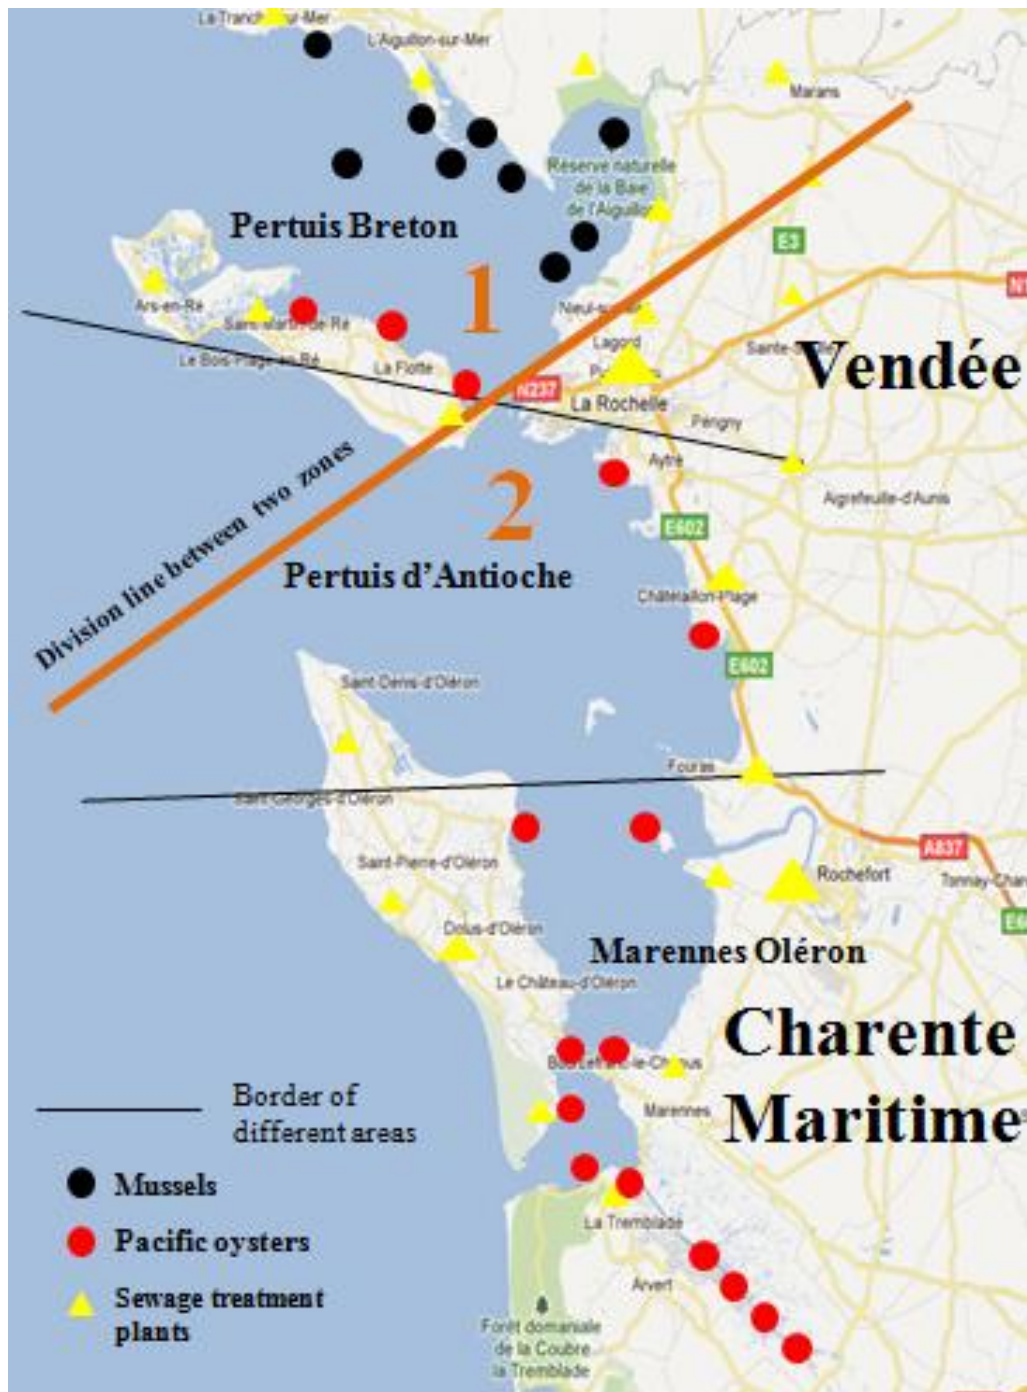 L'Aiguillon-sur-Mer
Marans
Réserve naturelle
de la Baie
de l'Aiguillon
Pertuis Breton
E3
1
Ars-en-Ré
Saint-Martin-de-Ré
Lagord
Le Bois-Plage-en-Ré
La Flotte
Vendée
N237
La Rochelle
Périgny
Aytré
2
Aigrefeuille-d'Aunis
E602
Division line between two zones
Pertuis d'Antioche
Châtelaillon-Plage
E602
Saint-Denis-d'Oléron
Fouras
Saint-Georges-d'Oléron
A837
Saint-Pierre-d'Oléron
Rochefort
Dolus-d'Oléron
Marennes Oléron
Le Château-d'Oléron
Charente
Maritime
Marennes
Border of
different areas
Mussels
La Tremblade
Pacific oysters
Arvert
Sewage treatment
plants
Forêt domaniale
de la Coubre
la Tremblade